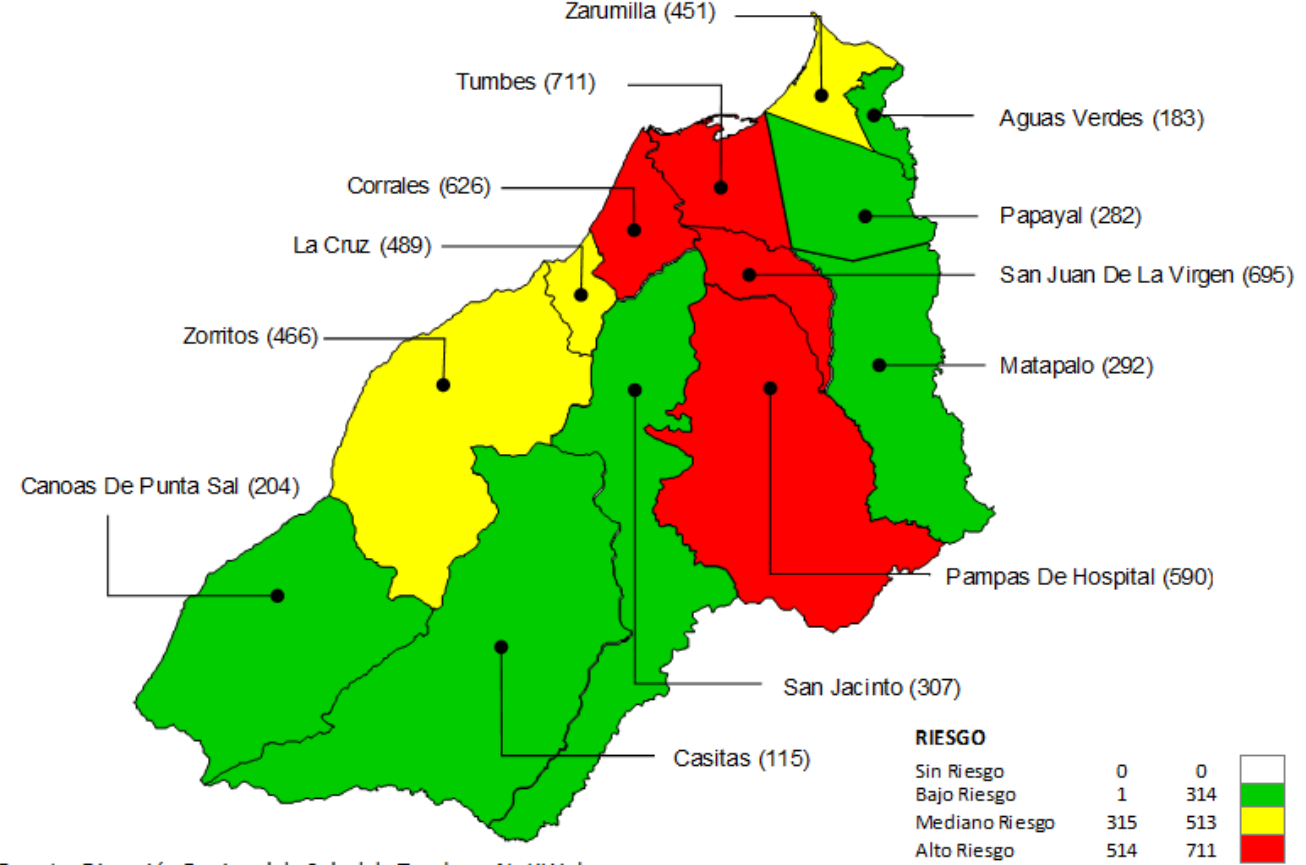 Zarumilla (451)
Tumbes (711)
Aguas Verdes (183)
Corrales (626)
Papayal (282)
La Cruz (489)
San Juan De La Virgen (695)
Zorritos (466)
Matapalo (292)
Canoas De Punta Sal (204)
Pampas De Hospital (590)
San Jacinto (307)
Casitas (115)
RIESGO
Sin Riesgo 0 0
Bajo Riesgo 1 314
Mediano Riesgo 315 513
Alto Riesgo 514 711